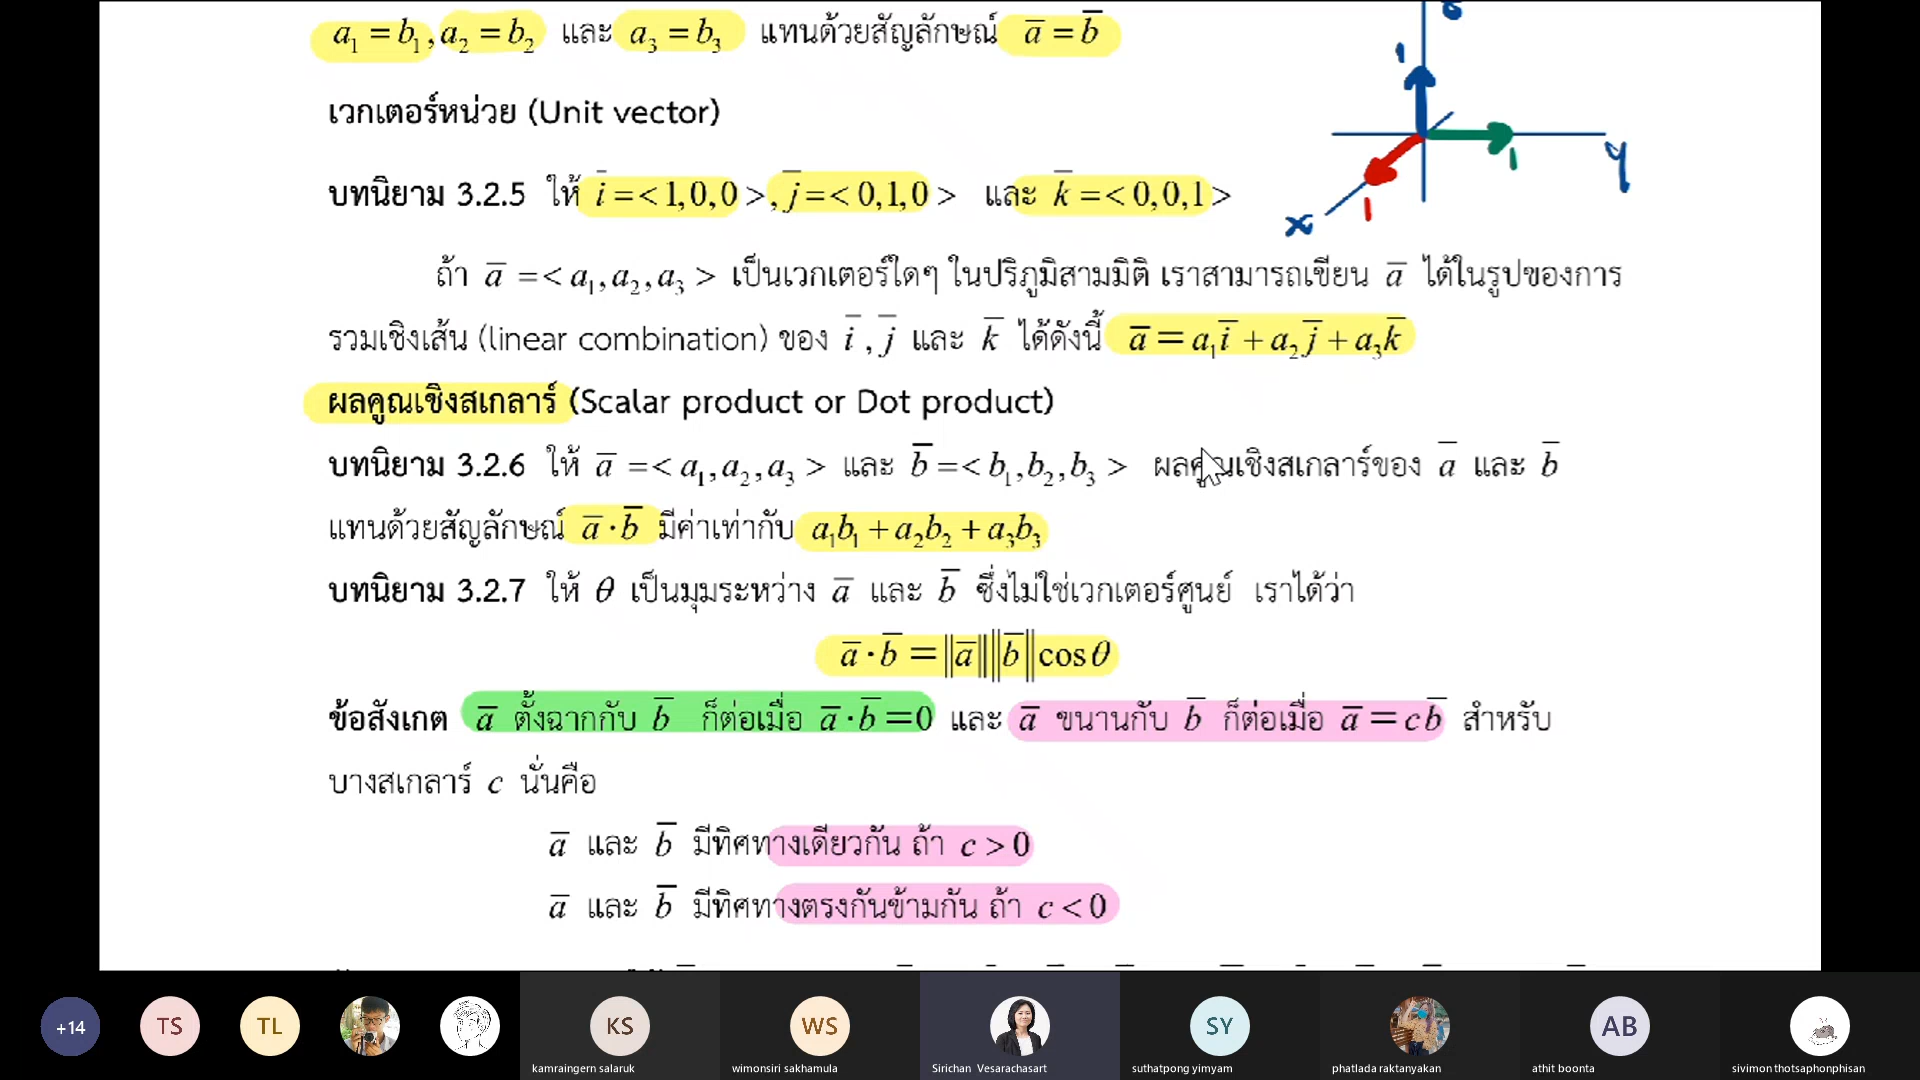 a₁ = b₁, a₂ = b₂ และ a₃ = b₃ แทนด้วยสัญลักษณ์ a̅ = b̅
เวกเตอร์หน่วย (Unit vector)
บทนิยาม 3.2.5 ให้ i̅ =< 1,0,0 >, j̅ =< 0,1,0 > และ k̅ =< 0,0,1 >
1
1
y
1
x
ถ้า a̅ =< a₁, a₂, a₃ > เป็นเวกเตอร์ใดๆ ในปริภูมิสามมิติ เราสามารถเขียน a̅ ได้ในรูปของการ
รวมเชิงเส้น (linear combination) ของ i̅ , j̅ และ k̅ ได้ดังนี้ a̅ = a₁i̅ + a₂j̅ + a₃k̅
ผลคูณเชิงสเกลาร์ (Scalar product or Dot product)
บทนิยาม 3.2.6 ให้ a̅ =< a₁, a₂, a₃ > และ b̅ =< b₁, b₂, b₃ > ผลคูณเชิงสเกลาร์ของ a̅ และ b̅
แทนด้วยสัญลักษณ์ a̅ · b̅ มีค่าเท่ากับ a₁b₁ + a₂b₂ + a₃b₃
บทนิยาม 3.2.7 ให้ θ เป็นมุมระหว่าง a̅ และ b̅ ซึ่งไม่ใช่เวกเตอร์ศูนย์ เราได้ว่า
a̅ · b̅ = ‖a̅‖‖b̅‖ cos θ
ข้อสังเกต a̅ ตั้งฉากกับ b̅ ก็ต่อเมื่อ a̅ · b̅ = 0 และ a̅ ขนานกับ b̅ ก็ต่อเมื่อ a̅ = cb̅ สำหรับ
บางสเกลาร์ c นั่นคือ
a̅ และ b̅ มีทิศทางเดียวกัน ถ้า c > 0
a̅ และ b̅ มีทิศทางตรงกันข้ามกัน ถ้า c < 0
+14 TS TL KS WS SY AB
kamraingern salaruk wimonsiri sakhamula Sirichan Vesarachasart suthatpong yimyam phatlada raktanyakan athit boonta sivimon thotsaphonphisan